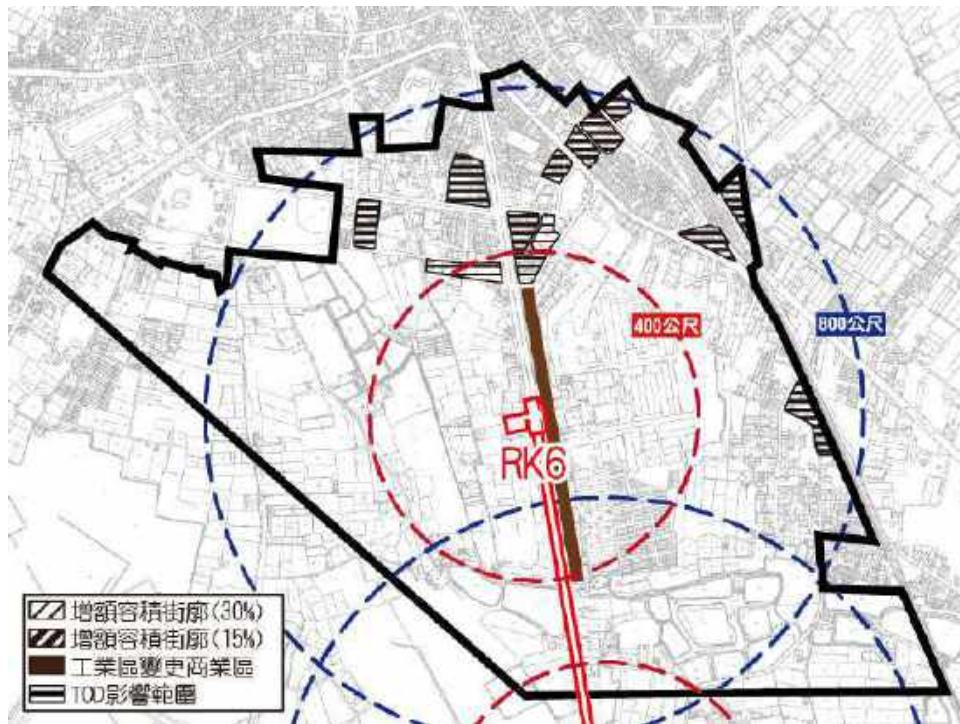 400公尺
800公尺
RK6
增額容積街廓(30%)
增額容積街廓(15%)
工業區變更商業區
TOD影響範圍